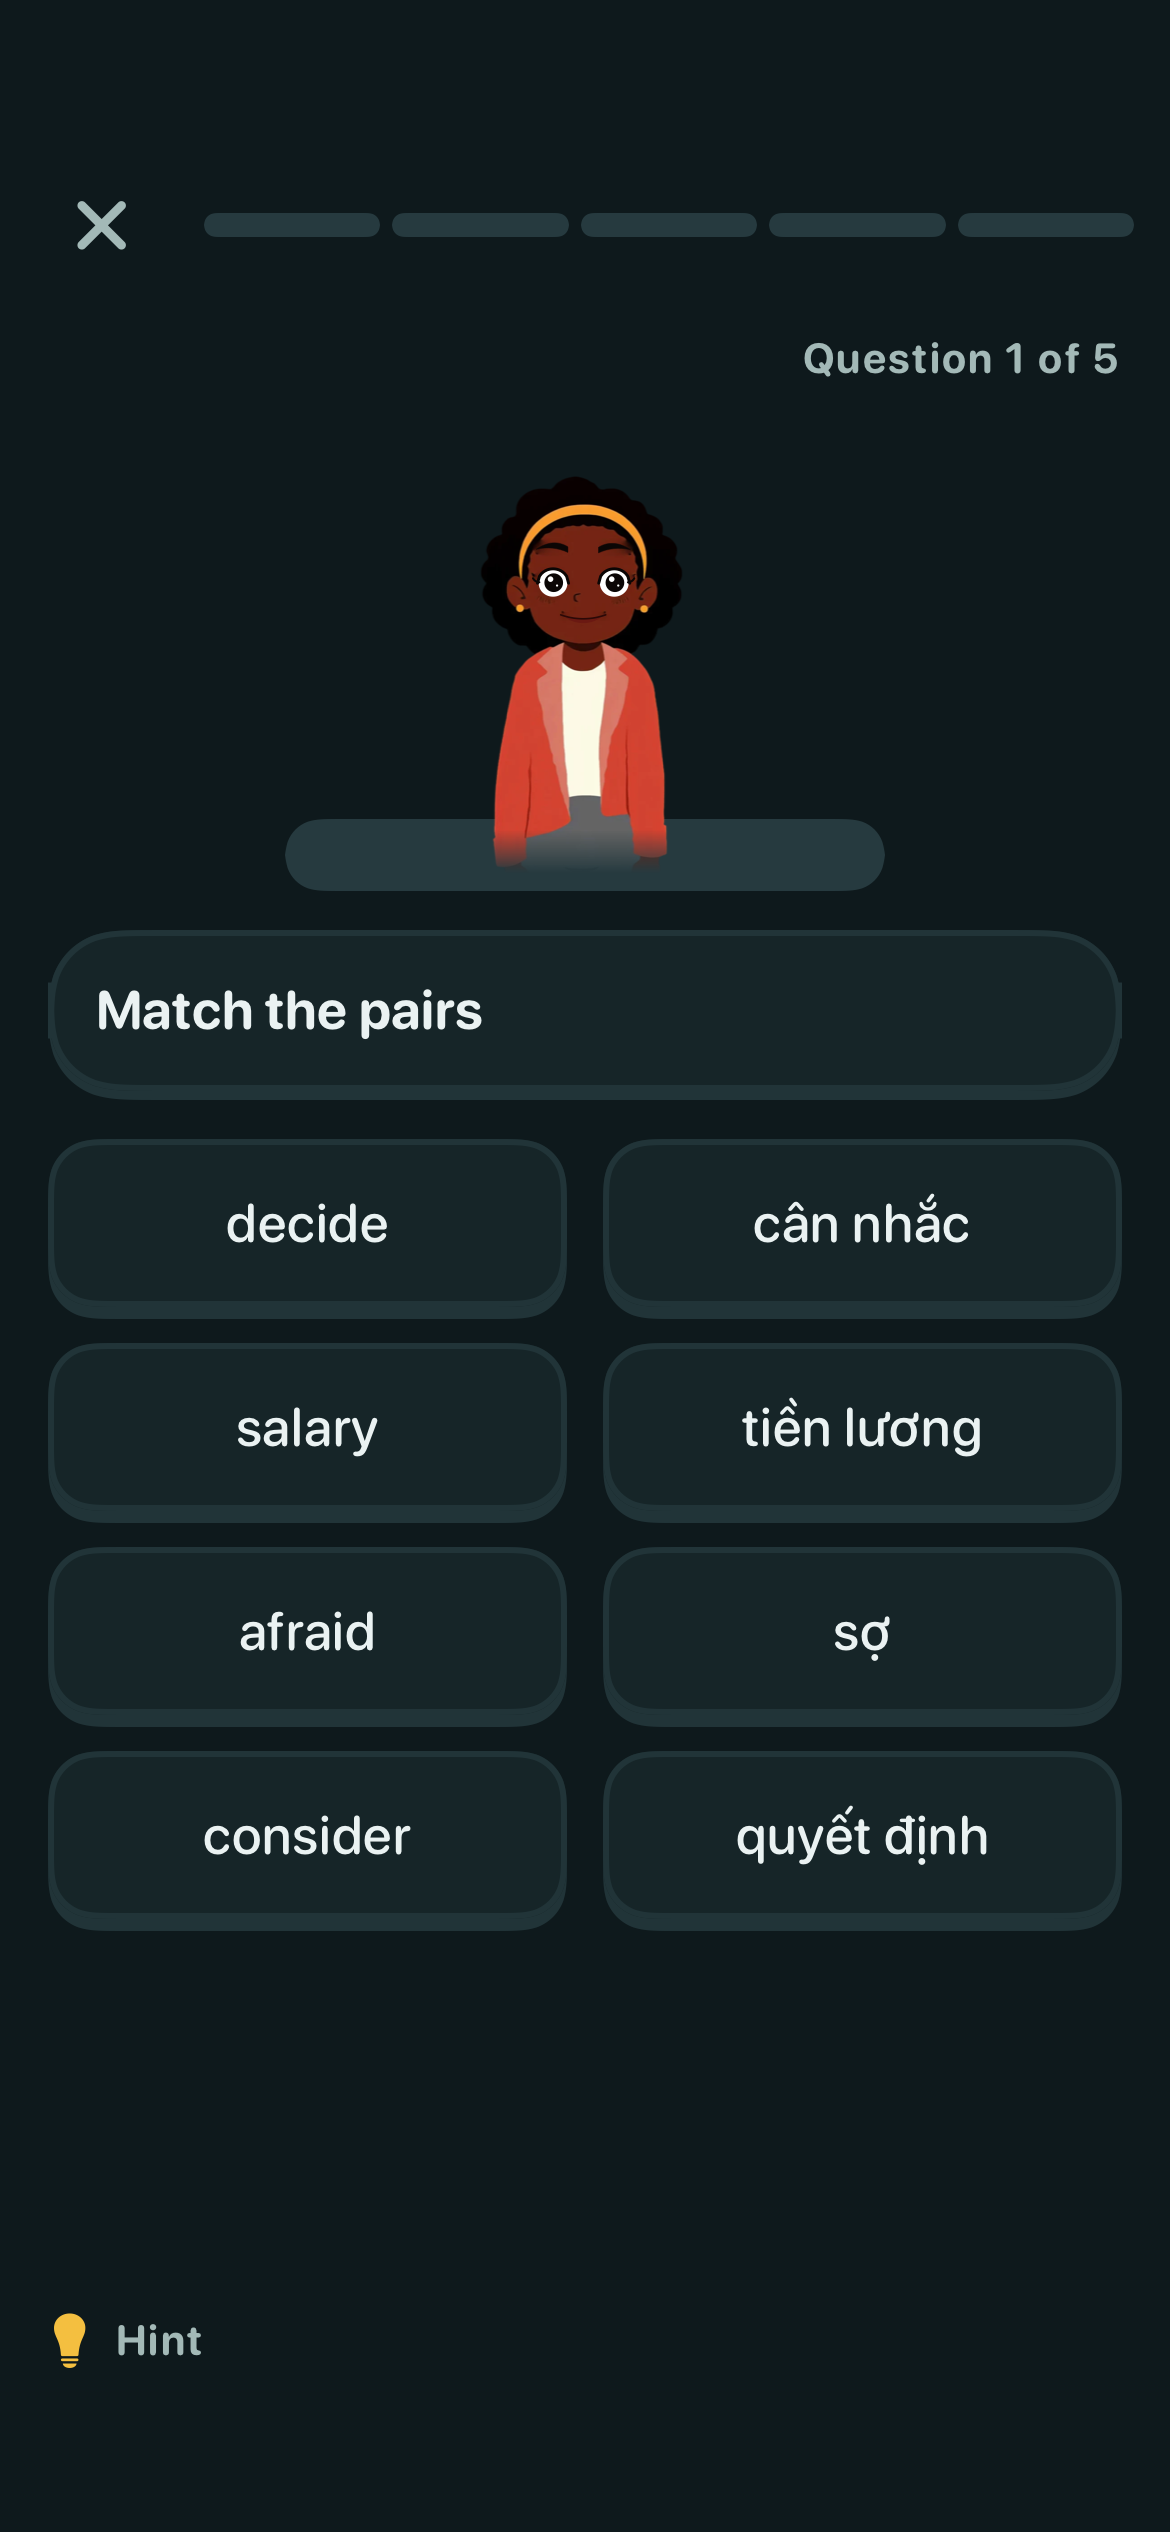 Question 1 of 5
Match the pairs
decide
cân nhắc
salary
tiền lương
afraid
sợ
consider
quyết định
Hint